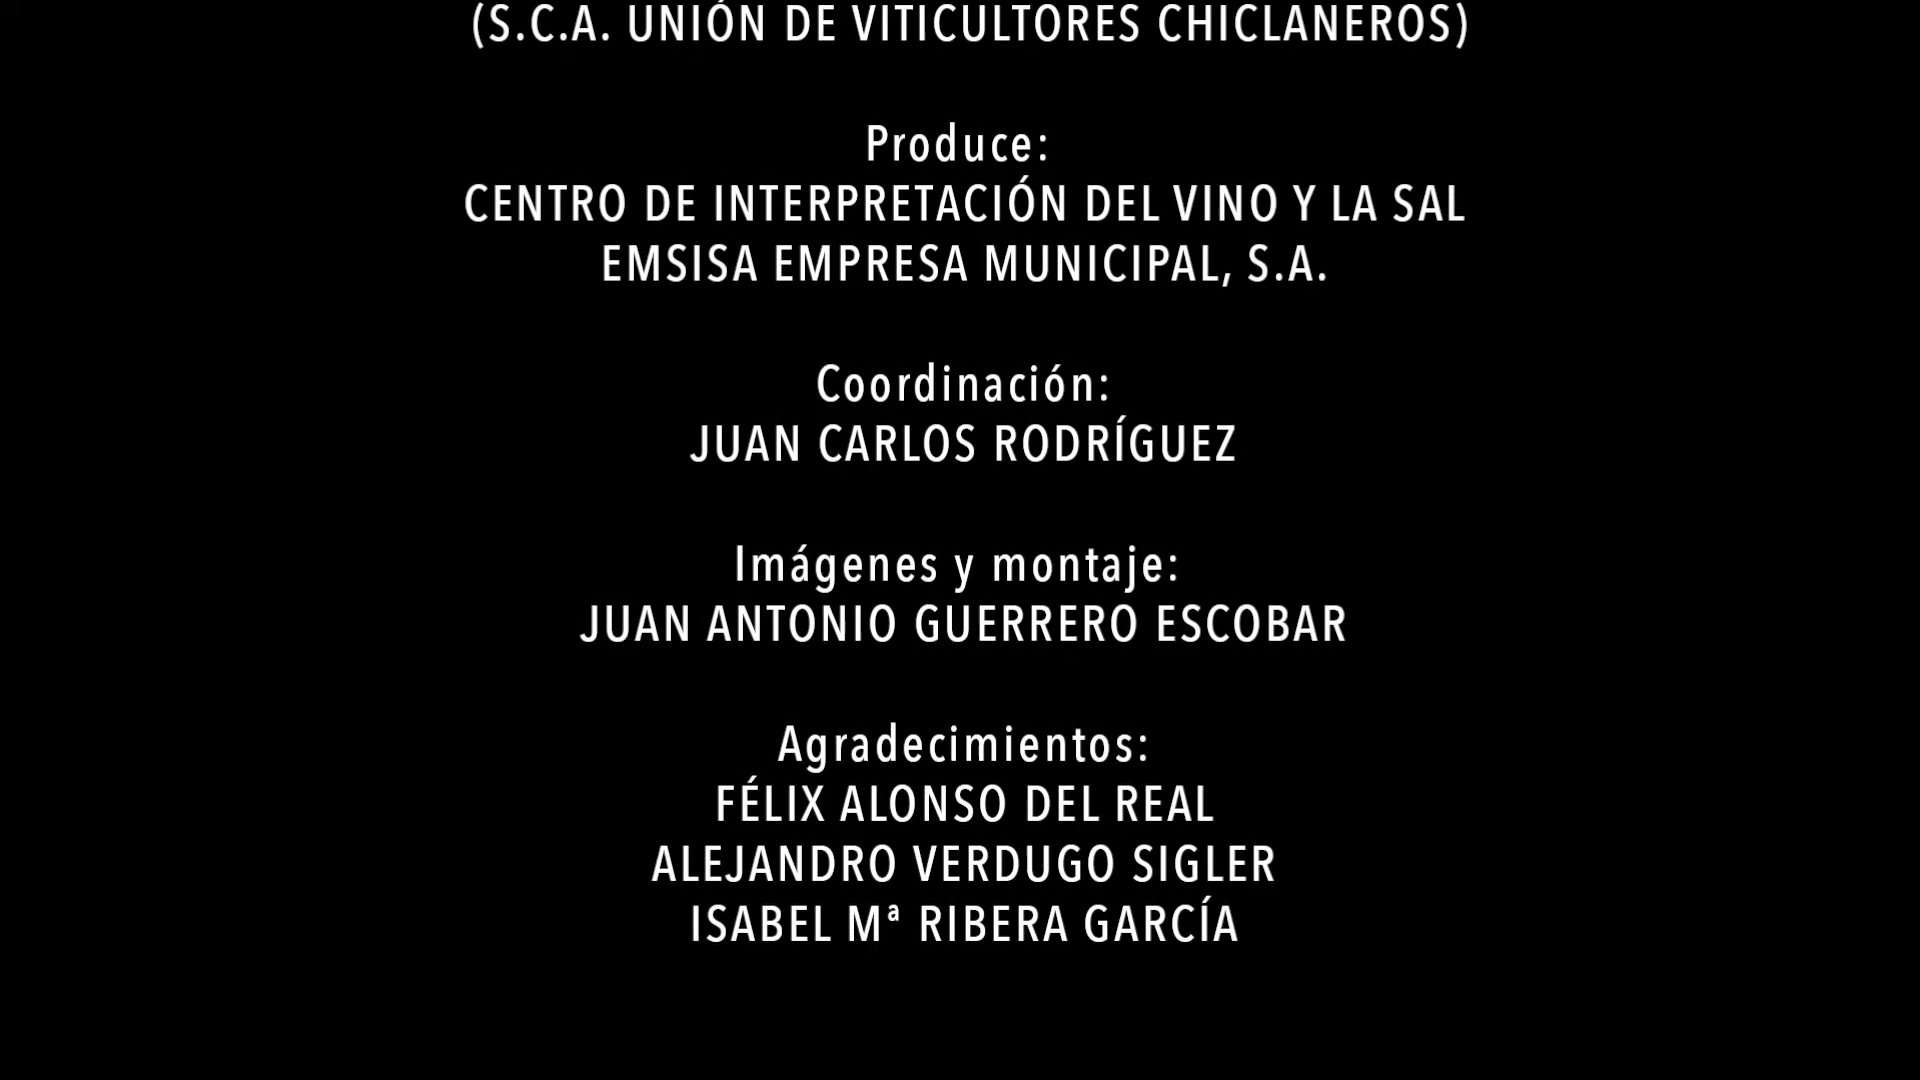 (S.C.A. UNIÓN DE VITICULTORES CHICLANEROS)
Produce:
CENTRO DE INTERPRETACIÓN DEL VINO Y LA SAL
EMSISA EMPRESA MUNICIPAL, S.A.
Coordinación:
JUAN CARLOS RODRÍGUEZ
Imágenes y montaje:
JUAN ANTONIO GUERRERO ESCOBAR
Agradecimientos:
FÉLIX ALONSO DEL REAL
ALEJANDRO VERDUGO SIGLER
ISABEL Mª RIBERA GARCÍA